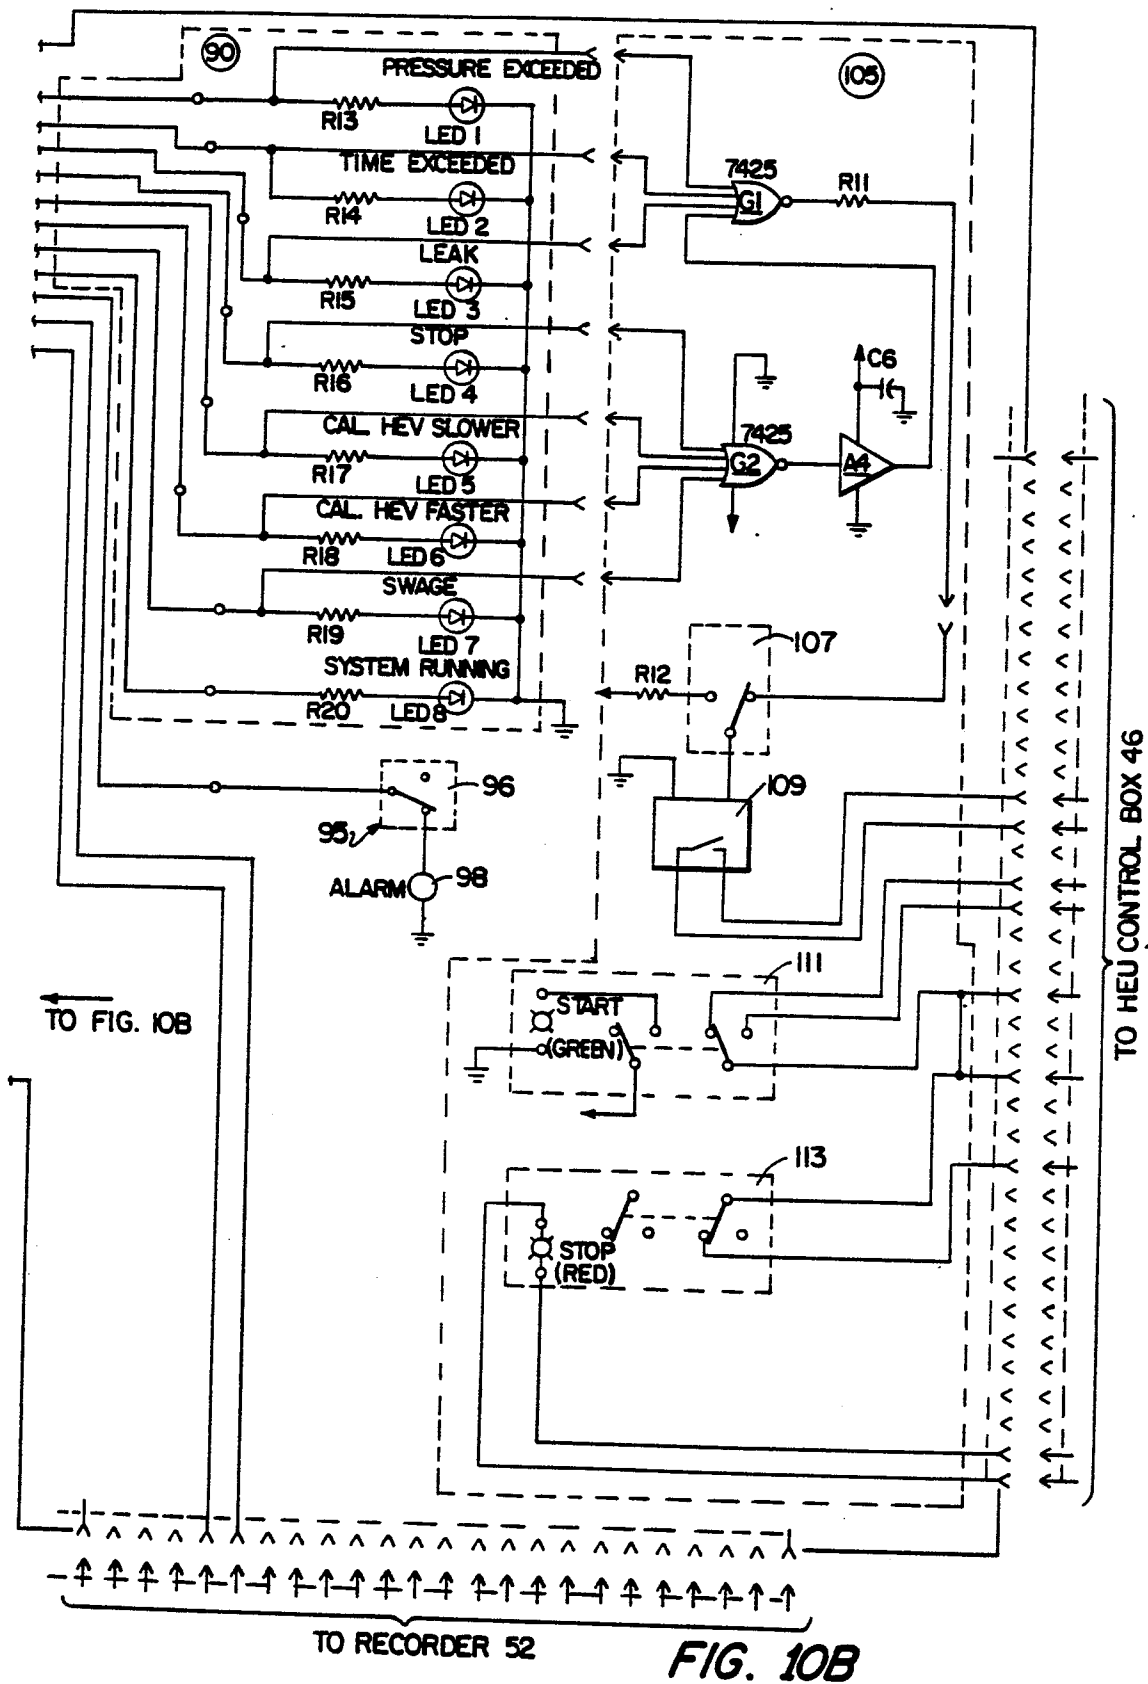 90
PRESSURE EXCEEDED
105
R13
LED 1
TIME EXCEEDED
7425
G1
R11
R14
LED 2
LEAK
R15
LED 3
STOP
C6
R16
LED 4
CAL. HEV SLOWER
7425
G2
A4
R17
LED 5
CAL. HEV FASTER
R18
LED 6
SWAGE
R19
LED 7
107
SYSTEM RUNNING
R12
R20
LED 8
96
109
95
ALARM
98
TO HEU CONTROL BOX 46
111
TO FIG. 10B
START
(GREEN)
113
STOP
(RED)
TO RECORDER 52
FIG. 10B